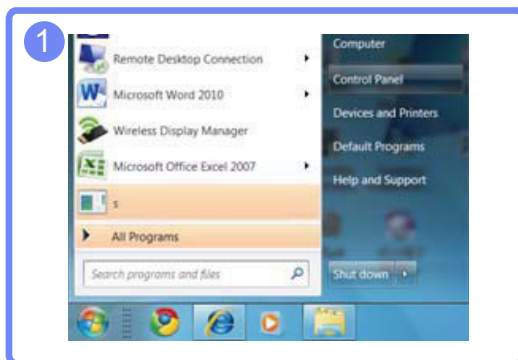 1
Remote Desktop Connection
Microsoft Word 2010
Wireless Display Manager
Microsoft Office Excel 2007
s
All Programs
Search programs and files
Computer
Control Panel
Devices and Printers
Default Programs
Help and Support
Shut down